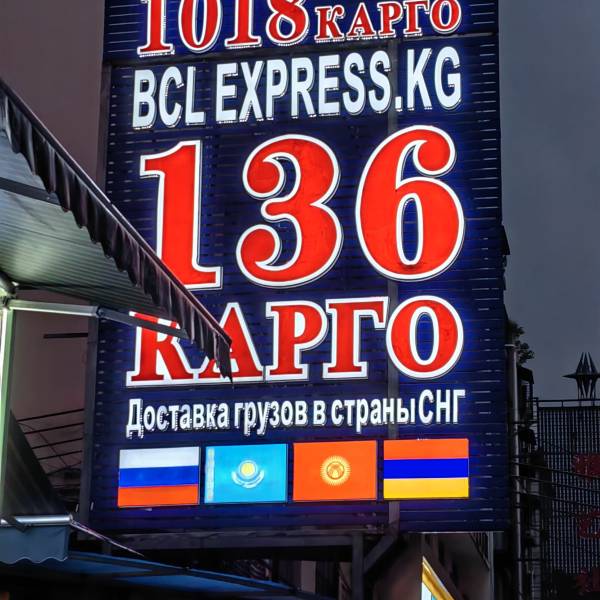 1018 КАРГО
BCL EXPRESS.KG
136
КАРГО
Доставка грузов в страны СНГ